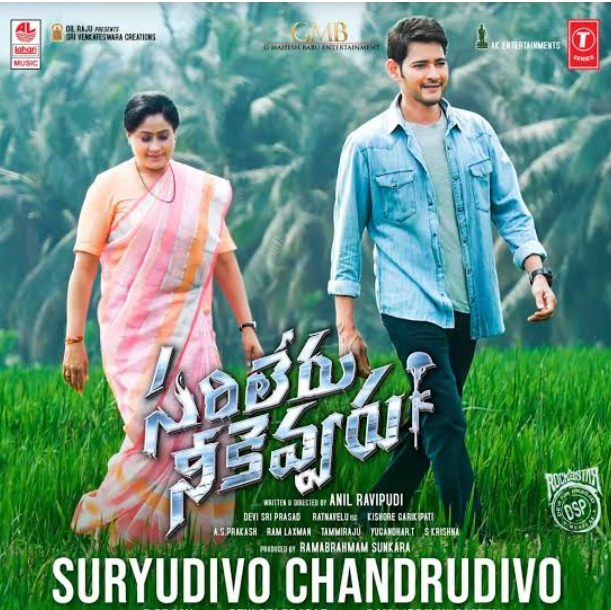 DIL RAJU PRESENTS
SRI VENKATESWARA CREATIONS
GMB
G MAHESH BABU ENTERTAINMENT
AK ENTERTAINMENTS
AL
lahari
MUSIC
T
SERIES
సరిలేరు
నీకెవ్వరు
WRITTEN & DIRECTED BY ANIL RAVIPUDI
DEVI SRI PRASAD RATNAVELU ISC KISHORE GARIKIPATI
A.S.PRAKASH RAM LAXMAN TAMMIRAJU YUGANDHAR.T S KRISHNA
PRODUCED BY RAMABRAHMAM SUNKARA
ROCKSTAR
DSP
SURYUDIVO CHANDRUDIVO